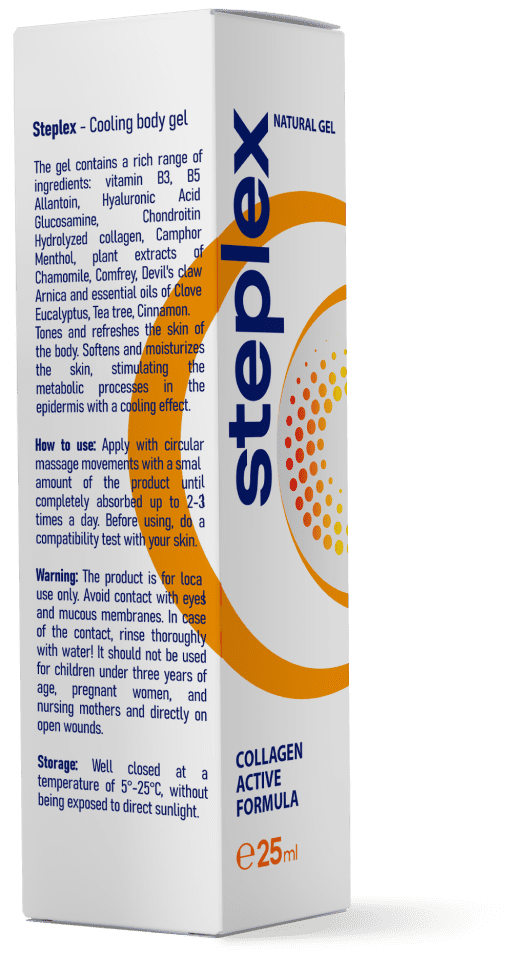 Steplex - Cooling body gel
The gel contains a rich range of
ingredients: vitamin B3, B5
Allantoin, Hyaluronic Acid
Glucosamine, Chondroitin
Hydrolyzed collagen, Camphor
Menthol, plant extracts of
Chamomile, Comfrey, Devil's claw
Arnica and essential oils of Clove
Eucalyptus, Tea tree, Cinnamon.
Tones and refreshes the skin of
the body. Softens and moisturizes
the skin, stimulating the
metabolic processes in the
epidermis with a cooling effect.
How to use: Apply with circular
massage movements with a smal
amount of the product until
completely absorbed up to 2-3
times a day. Before using, do a
compatibility test with your skin.
Warning: The product is for loca
use only. Avoid contact with eyes
and mucous membranes. In case
of the contact, rinse thoroughly
with water! It should not be used
for children under three years of
age, pregnant women, and
nursing mothers and directly on
open wounds.
Storage: Well closed at a
temperature of 5°-25°C, without
being exposed to direct sunlight.
steplex
NATURAL GEL
COLLAGEN
ACTIVE
FORMULA
℮25ml